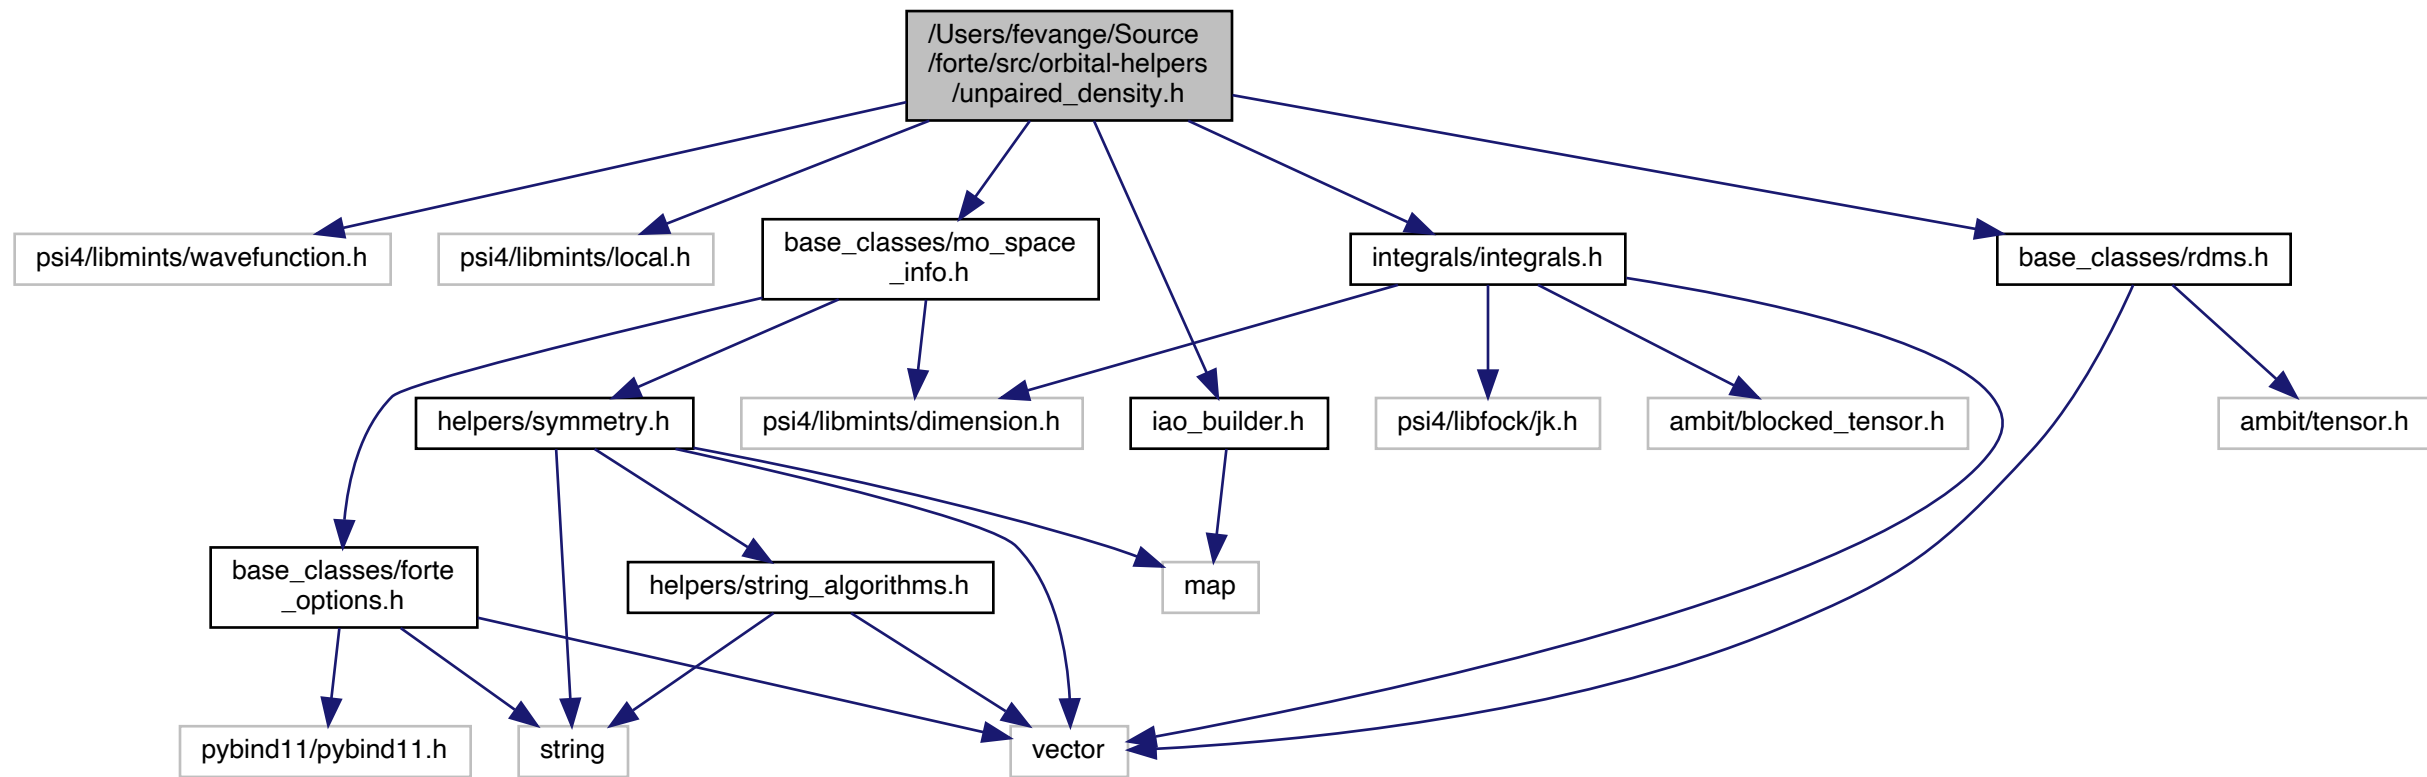 /Users/fevange/Source
/forte/src/orbital-helpers
/unpaired_density.h
psi4/libmints/wavefunction.h
psi4/libmints/local.h
base_classes/mo_space
_info.h
integrals/integrals.h
base_classes/rdms.h
helpers/symmetry.h
psi4/libmints/dimension.h
iao_builder.h
psi4/libfock/jk.h
ambit/blocked_tensor.h
ambit/tensor.h
base_classes/forte
_options.h
helpers/string_algorithms.h
map
pybind11/pybind11.h
string
vector